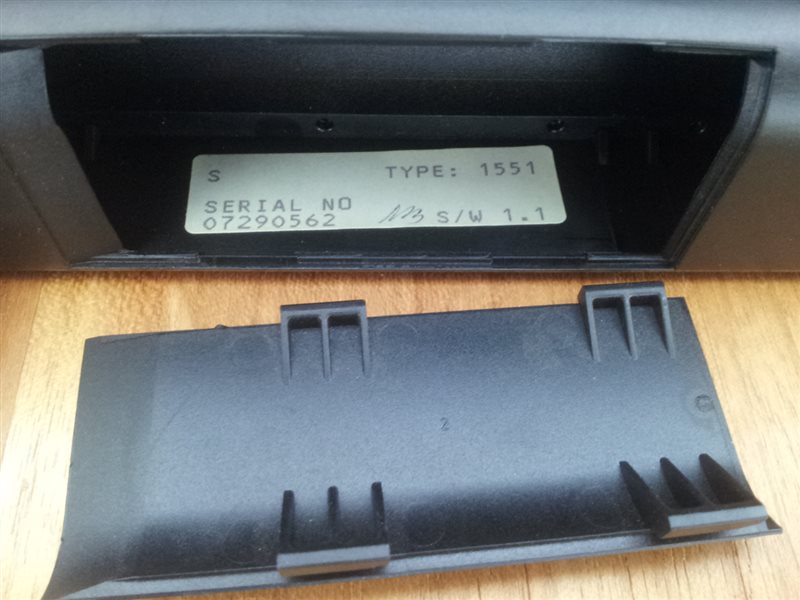 S TYPE: 1551
SERIAL NO
07290562 S/W 1.1
2